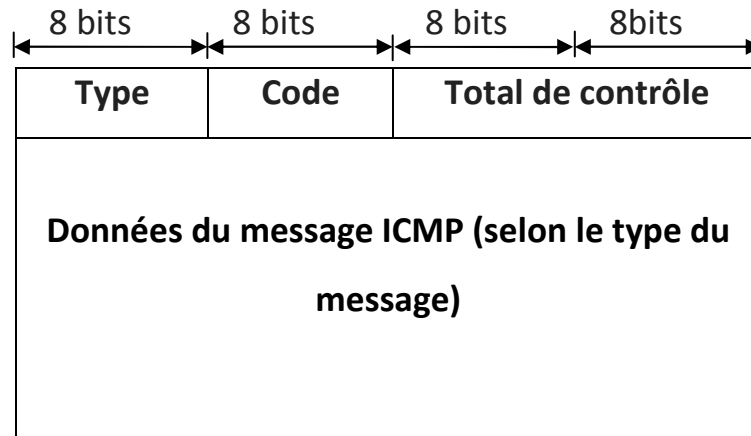 8 bits 8 bits 8 bits 8bits
Type Code Total de contrôle
Données du message ICMP (selon le type du
message)